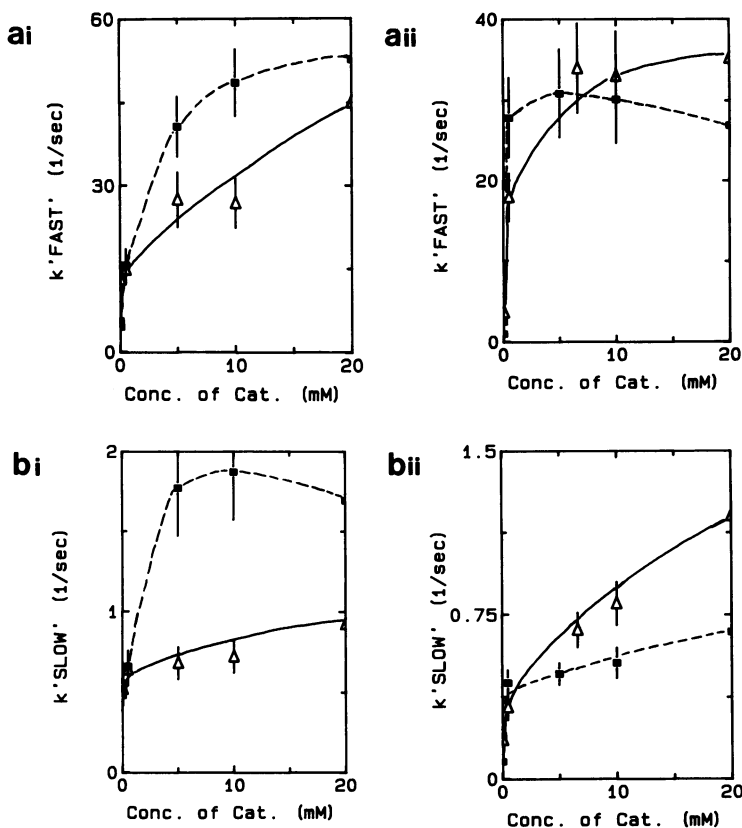 ai
60
30
0
k'FAST' (1/sec)
0
10
20
Conc. of Cat. (mM)
aii
40
20
0
k'FAST' (1/sec)
0
10
20
Conc. of Cat. (mM)
bi
2
1
0
k'SLOW' (1/sec)
0
10
20
Conc. of Cat. (mM)
bii
1.5
0.75
0
k'SLOW' (1/sec)
0
10
20
Conc. of Cat. (mM)